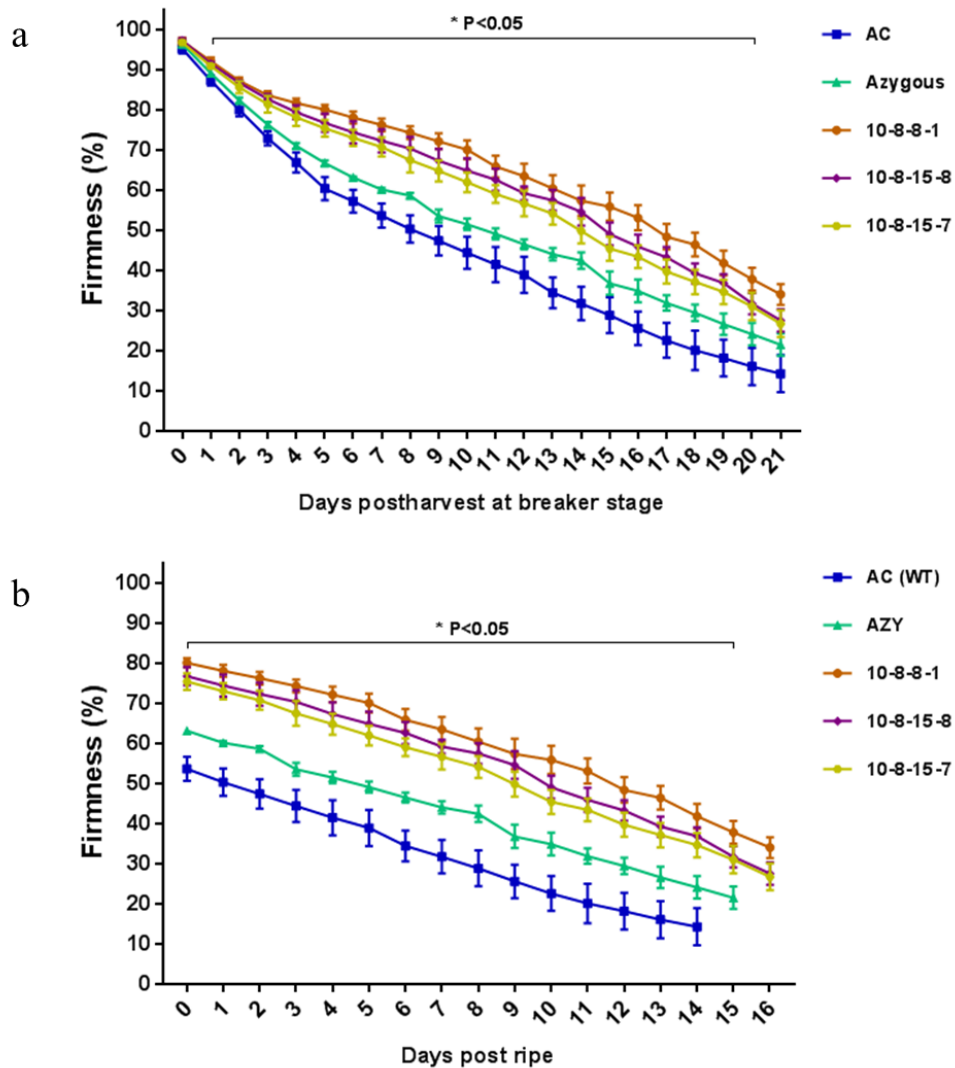 a
* P<0.05
Firmness (%)
100
90
80
70
60
50
40
30
20
10
0
0 1 2 3 4 5 6 7 8 9 10 11 12 13 14 15 16 17 18 19 20 21
Days postharvest at breaker stage
AC
Azygous
10-8-8-1
10-8-15-8
10-8-15-7
b
* P<0.05
Firmness (%)
100
90
80
70
60
50
40
30
20
10
0
0 1 2 3 4 5 6 7 8 9 10 11 12 13 14 15 16
Days post ripe
AC (WT)
AZY
10-8-8-1
10-8-15-8
10-8-15-7